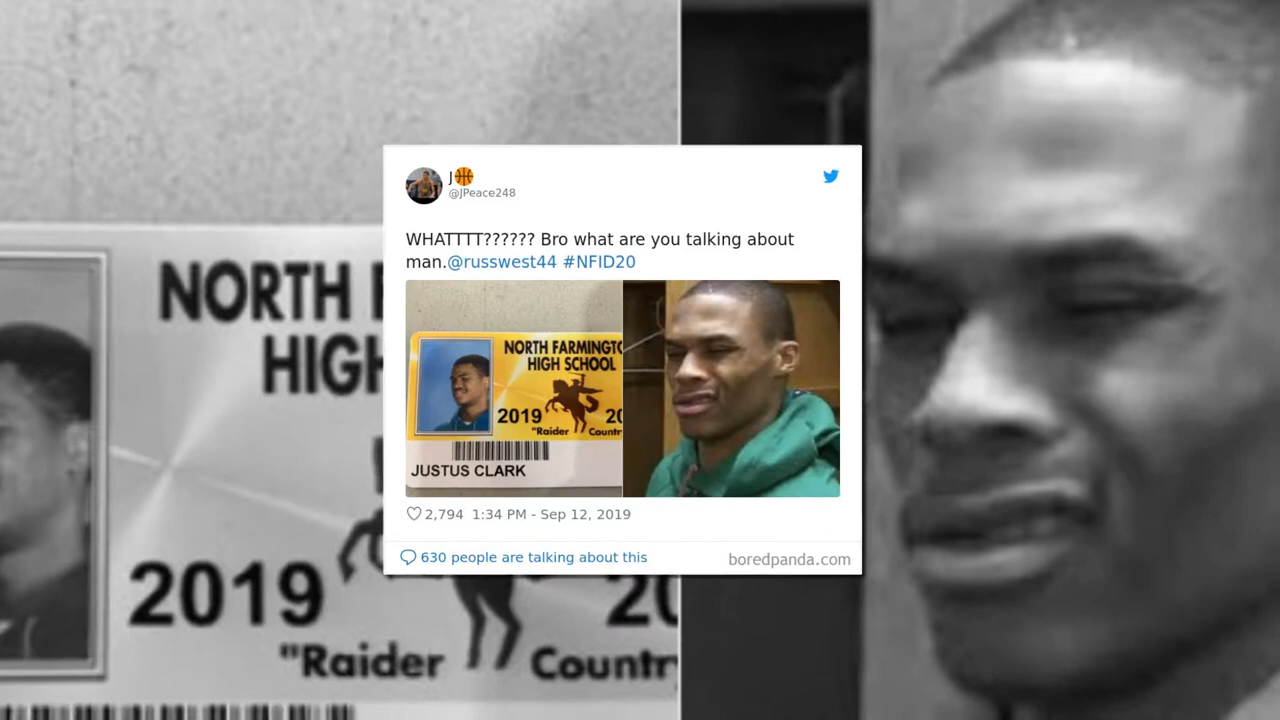 J🏀
@JPeace248
WHATTTT?????? Bro what are you talking about
man.@russwest44 #NFID20
NORTH FARMINGTO
HIGH SCHOOL
2019 20
"Raider Countr
JUSTUS CLARK
2,794 1:34 PM - Sep 12, 2019
630 people are talking about this
boredpanda.com
NORTH F
HIGH
2019 20
"Raider Countr